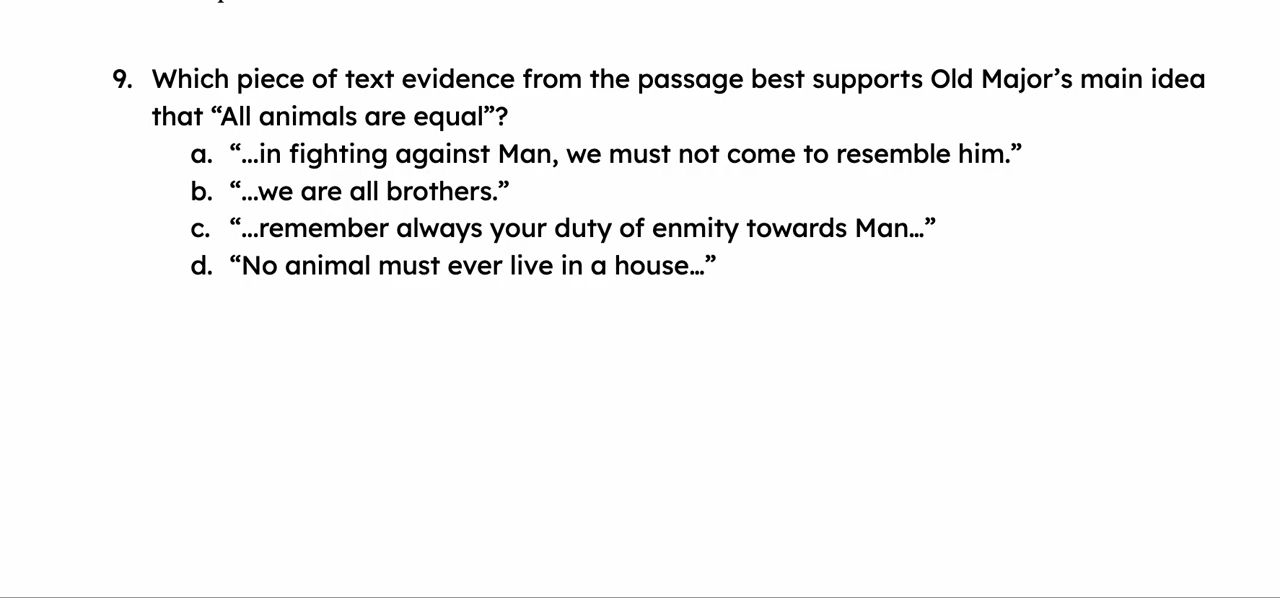 9. Which piece of text evidence from the passage best supports Old Major’s main idea
that “All animals are equal”?
a. “...in fighting against Man, we must not come to resemble him.”
b. “...we are all brothers.”
c. “...remember always your duty of enmity towards Man...”
d. “No animal must ever live in a house...”